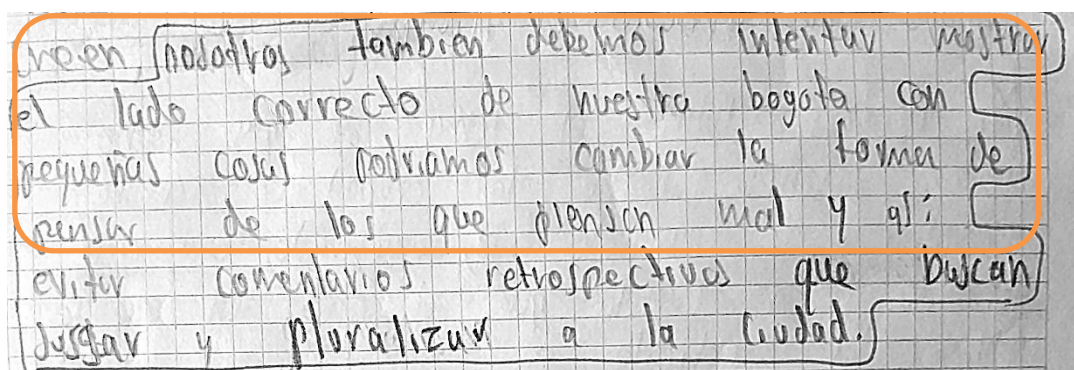 creen, nosotros tambien debemos intentar mostrar
el lado correcto de nuestra bogota con
pequeñas cosas podriamos cambiar la forma de
pensar de los que piensan mal y asi
evitar comentarios retrospectivos que buscan
jusgar y pluralizar a la ciudad.